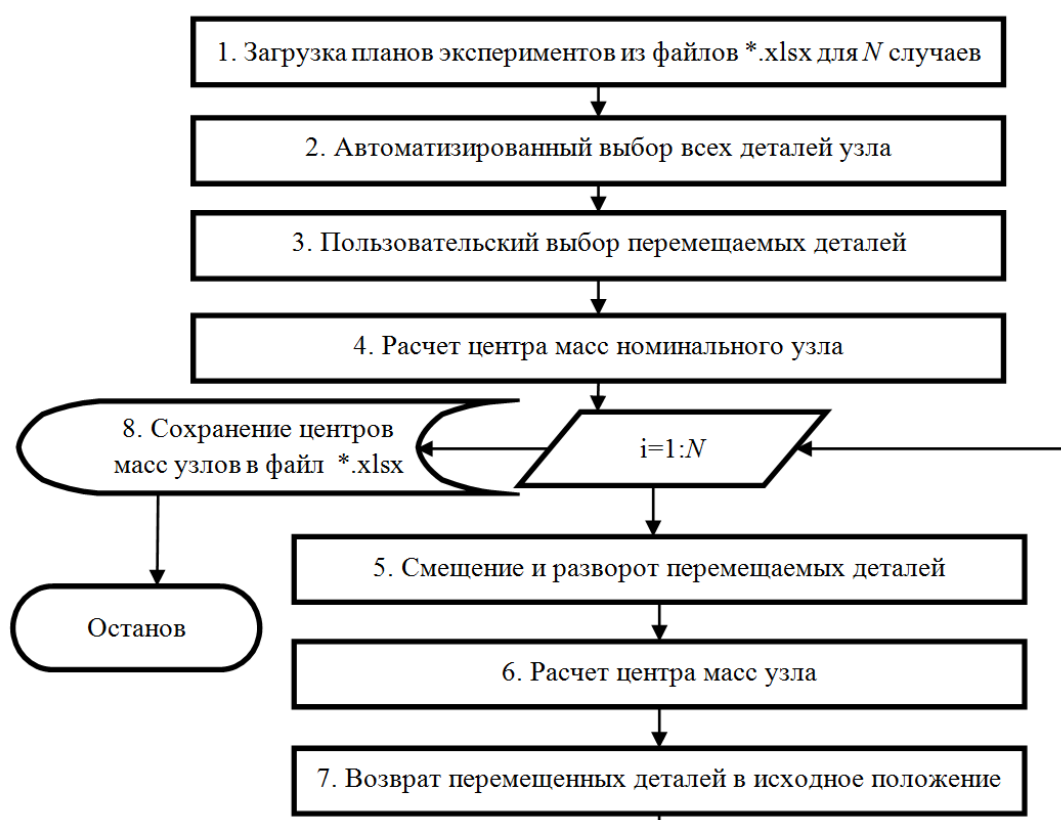 1. Загрузка планов экспериментов из файлов *.xlsx для N случаев
2. Автоматизированный выбор всех деталей узла
3. Пользовательский выбор перемещаемых деталей
4. Расчет центра масс номинального узла
8. Сохранение центров
масс узлов в файл *.xlsx
i=1:N
5. Смещение и разворот перемещаемых деталей
Останов
6. Расчет центра масс узла
7. Возврат перемещенных деталей в исходное положение